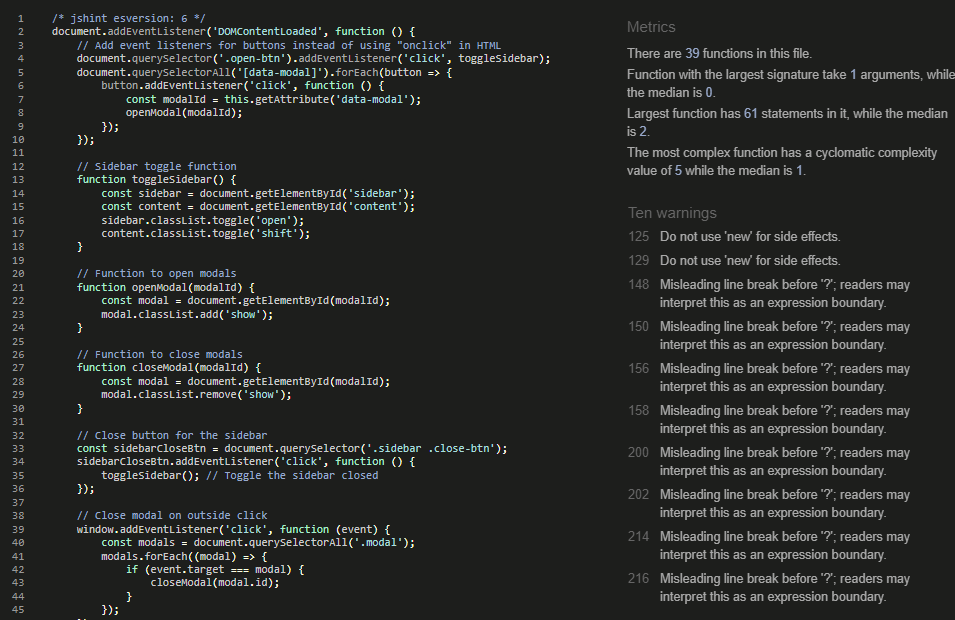 1 /* jshint esversion: 6 */
2 document.addEventListener('DOMContentLoaded', function () {
3 // Add event listeners for buttons instead of using "onclick" in HTML
4 document.querySelector('.open-btn').addEventListener('click', toggleSidebar);
5 document.querySelectorAll('[data-modal]').forEach(button => {
6 button.addEventListener('click', function () {
7 const modalId = this.getAttribute('data-modal');
8 openModal(modalId);
9 });
10 });
11
12 // Sidebar toggle function
13 function toggleSidebar() {
14 const sidebar = document.getElementById('sidebar');
15 const content = document.getElementById('content');
16 sidebar.classList.toggle('open');
17 content.classList.toggle('shift');
18 }
19
20 // Function to open modals
21 function openModal(modalId) {
22 const modal = document.getElementById(modalId);
23 modal.classList.add('show');
24 }
25
26 // Function to close modals
27 function closeModal(modalId) {
28 const modal = document.getElementById(modalId);
29 modal.classList.remove('show');
30 }
31
32 // Close button for the sidebar
33 const sidebarCloseBtn = document.querySelector('.sidebar .close-btn');
34 sidebarCloseBtn.addEventListener('click', function () {
35 toggleSidebar(); // Toggle the sidebar closed
36 });
37
38 // Close modal on outside click
39 window.addEventListener('click', function (event) {
40 const modals = document.querySelectorAll('.modal');
41 modals.forEach((modal) => {
42 if (event.target === modal) {
43 closeModal(modal.id);
44 }
45 });
Metrics
There are 39 functions in this file.
Function with the largest signature take 1 arguments, while
the median is 0.
Largest function has 61 statements in it, while the median
is 2.
The most complex function has a cyclomatic complexity
value of 5 while the median is 1.
Ten warnings
125 Do not use 'new' for side effects.
129 Do not use 'new' for side effects.
148 Misleading line break before '?'; readers may
interpret this as an expression boundary.
150 Misleading line break before '?'; readers may
interpret this as an expression boundary.
156 Misleading line break before '?'; readers may
interpret this as an expression boundary.
158 Misleading line break before '?'; readers may
interpret this as an expression boundary.
200 Misleading line break before '?'; readers may
interpret this as an expression boundary.
202 Misleading line break before '?'; readers may
interpret this as an expression boundary.
214 Misleading line break before '?'; readers may
interpret this as an expression boundary.
216 Misleading line break before '?'; readers may
interpret this as an expression boundary.